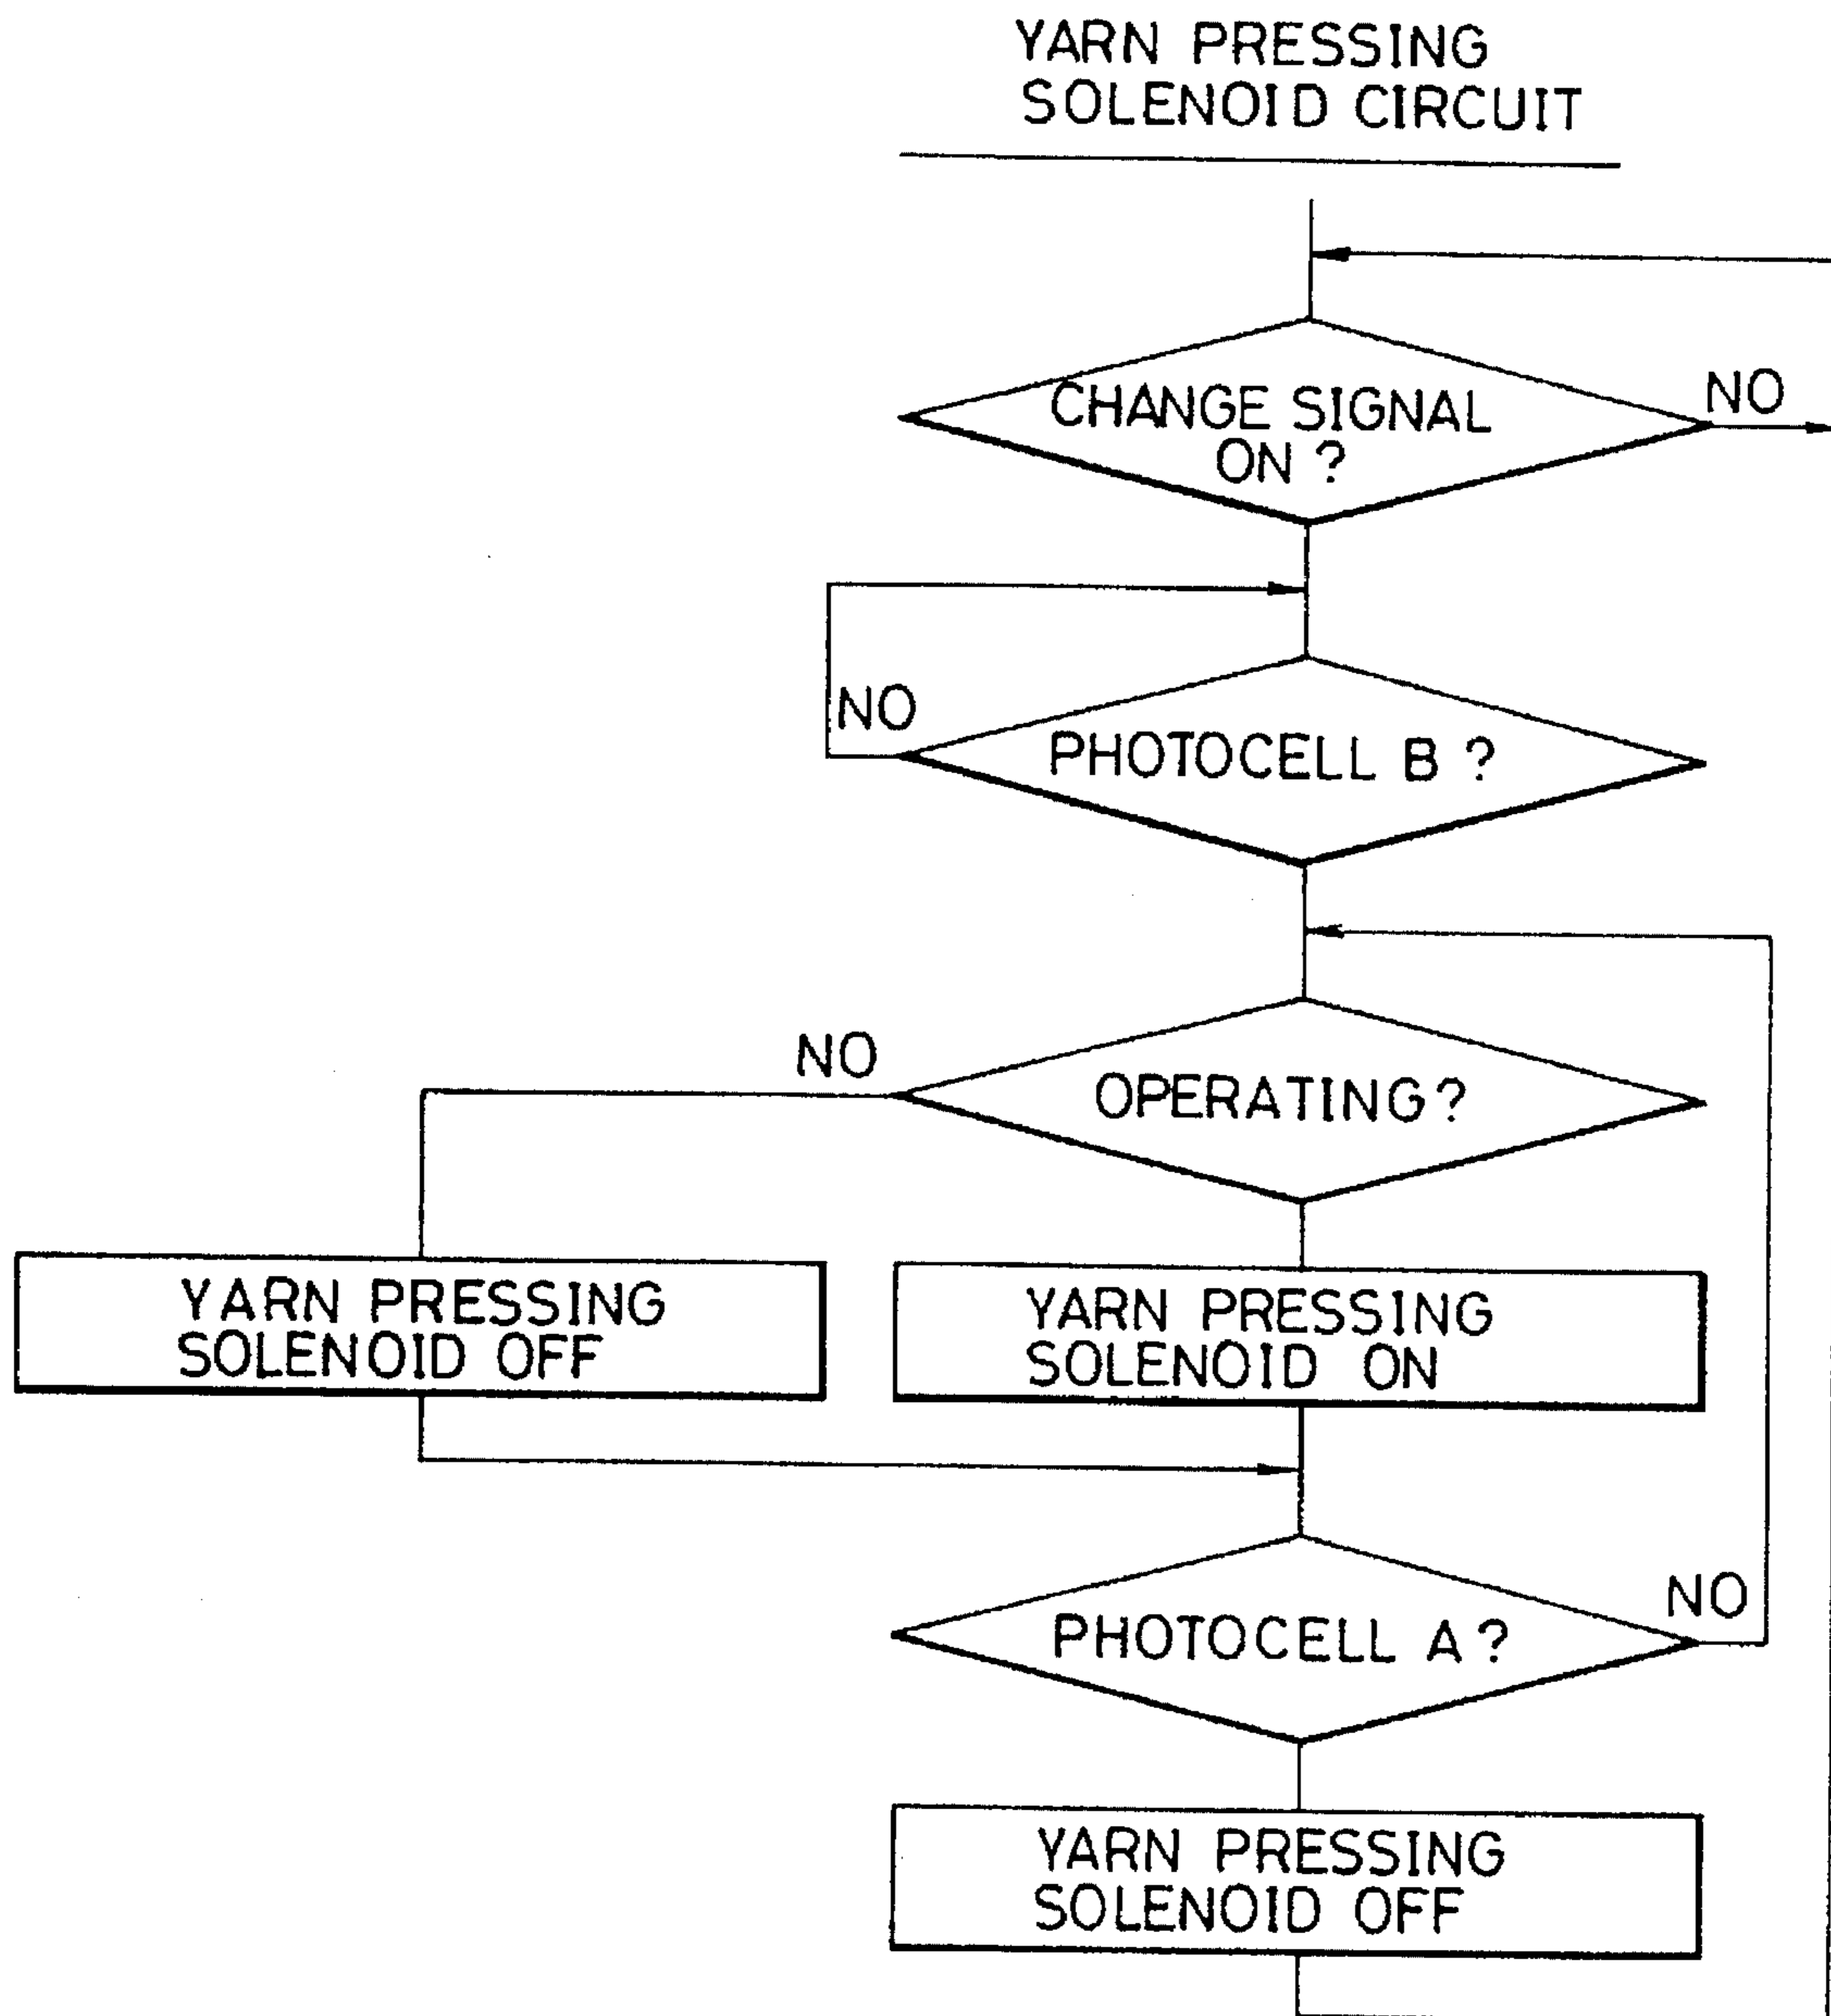 YARN PRESSING
SOLENOID CIRCUIT
CHANGE SIGNAL
ON ?
NO
NO
PHOTOCELL B ?
NO
OPERATING?
YARN PRESSING
SOLENOID OFF
YARN PRESSING
SOLENOID ON
PHOTOCELL A ?
NO
YARN PRESSING
SOLENOID OFF